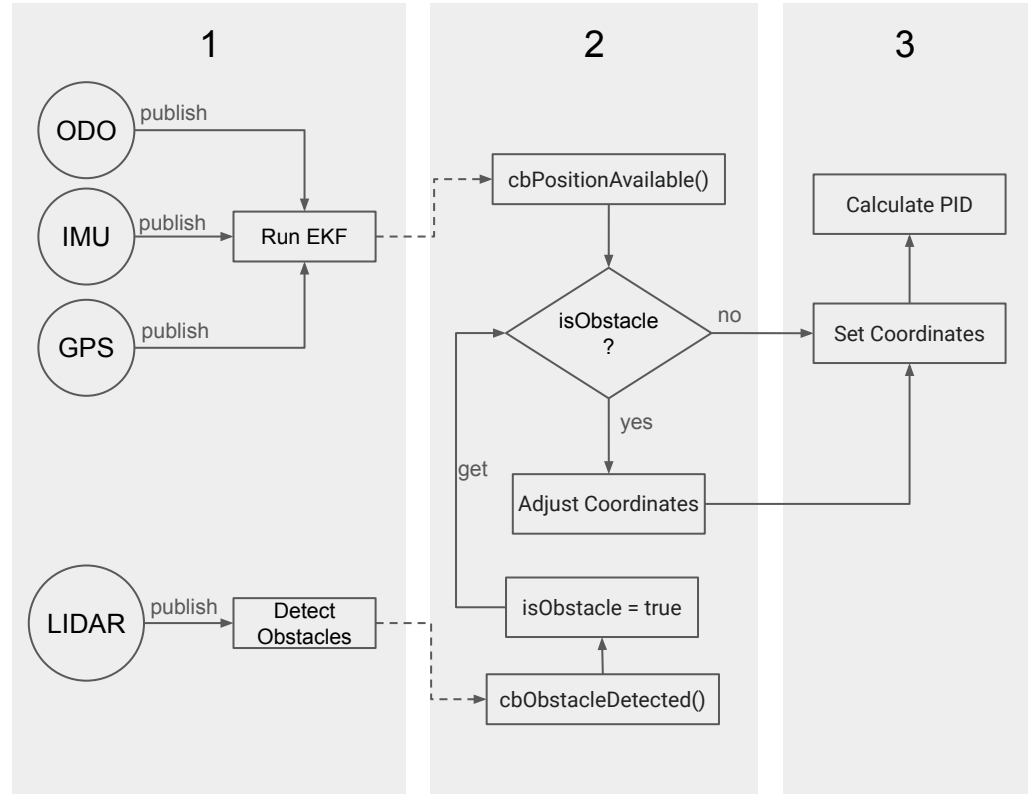 1
2
3
ODO
publish
IMU
publish
Run EKF
GPS
publish
LIDAR
publish
Detect
Obstacles
cbPositionAvailable()
isObstacle
?
no
yes
get
Adjust Coordinates
isObstacle = true
cbObstacleDetected()
Calculate PID
Set Coordinates